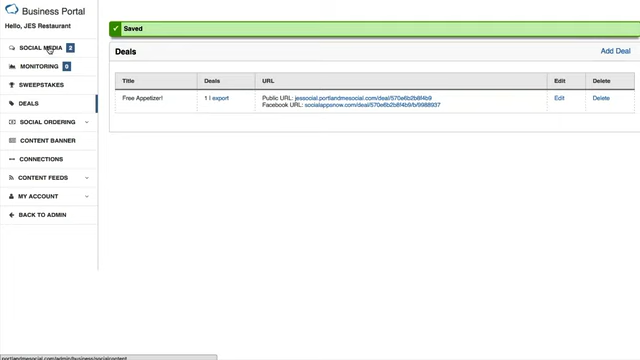 Business Portal
Hello, JES Restaurant
SOCIAL MEDIA 2
MONITORING 0
SWEEPSTAKES
DEALS
SOCIAL ORDERING
CONTENT BANNER
CONNECTIONS
CONTENT FEEDS
MY ACCOUNT
BACK TO ADMIN
Saved
Deals Add Deal
Title Deals URL Edit Delete
Free Appetizer! 1 | export Public URL: jessocial.portlandmesocial.com/deal/570e6b2b8f4b9 Edit Delete
Facebook URL: socialappsnow.com/deal/570e6b2b8f4b9/b/9988937
portlandmesocial.com/admin/business/socialcontent